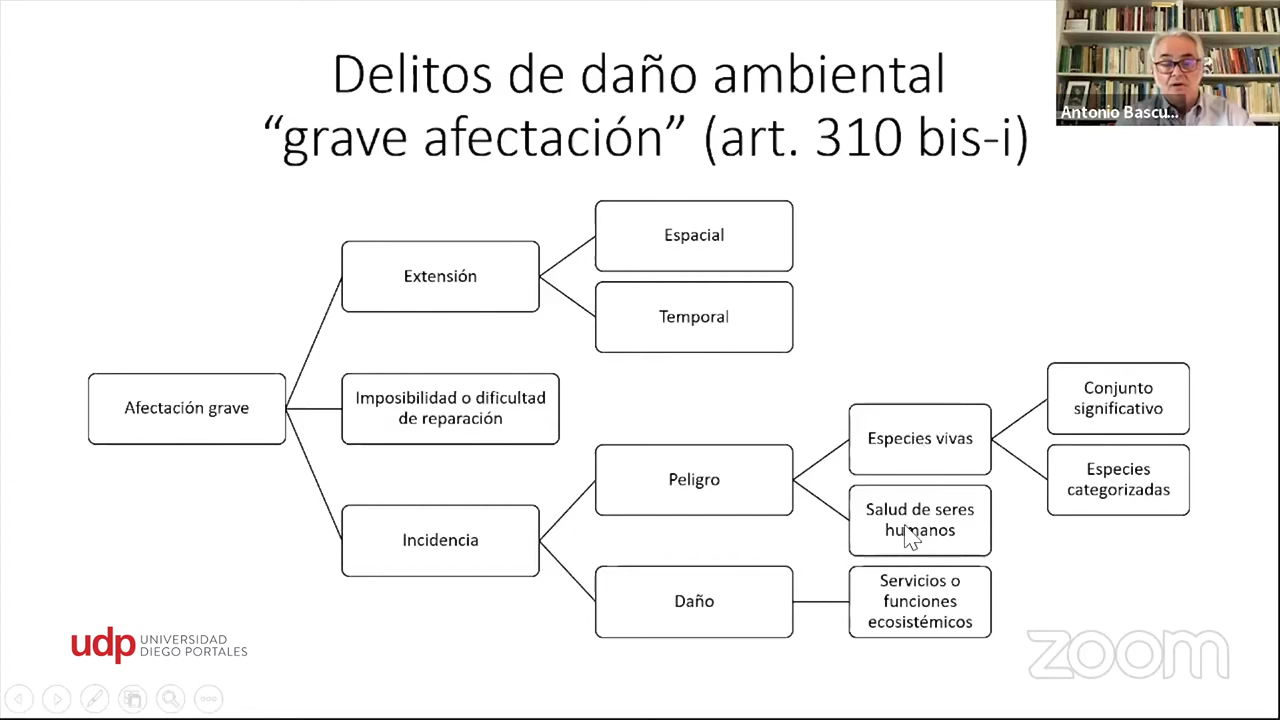 Delitos de daño ambiental
“grave afectación” (art. 310 bis-i)
Antonio Bascu...
Espacial
Extensión
Temporal
Afectación grave
Imposibilidad o dificultad
de reparación
Conjunto
significativo
Especies vivas
Especies
categorizadas
Peligro
Salud de seres
humanos
Incidencia
Daño
Servicios o
funciones
ecosistémicos
udp UNIVERSIDAD
DIEGO PORTALES
zoom